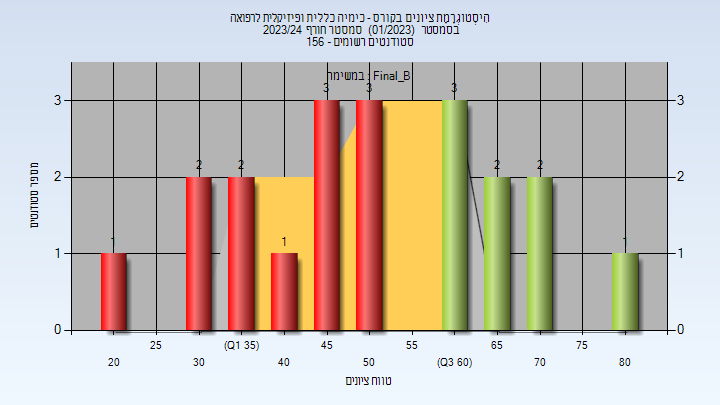 היסטוגרמת ציונים בקורס - כימיה כללית ופיזיקלית לרפואה
בסמסטר (01/2023) סמסטר חורף 2023/24
סטודנטים רשומים - 156
במשימה : Final_B
מספר סטודנטים
3 3
2 2
1 1
0 0
1 2 2 1 3 3 3 2 2 1
25 (Q1 35) 45 55 65 75
20 30 40 50 (Q3 60) 70 80
טווח ציונים